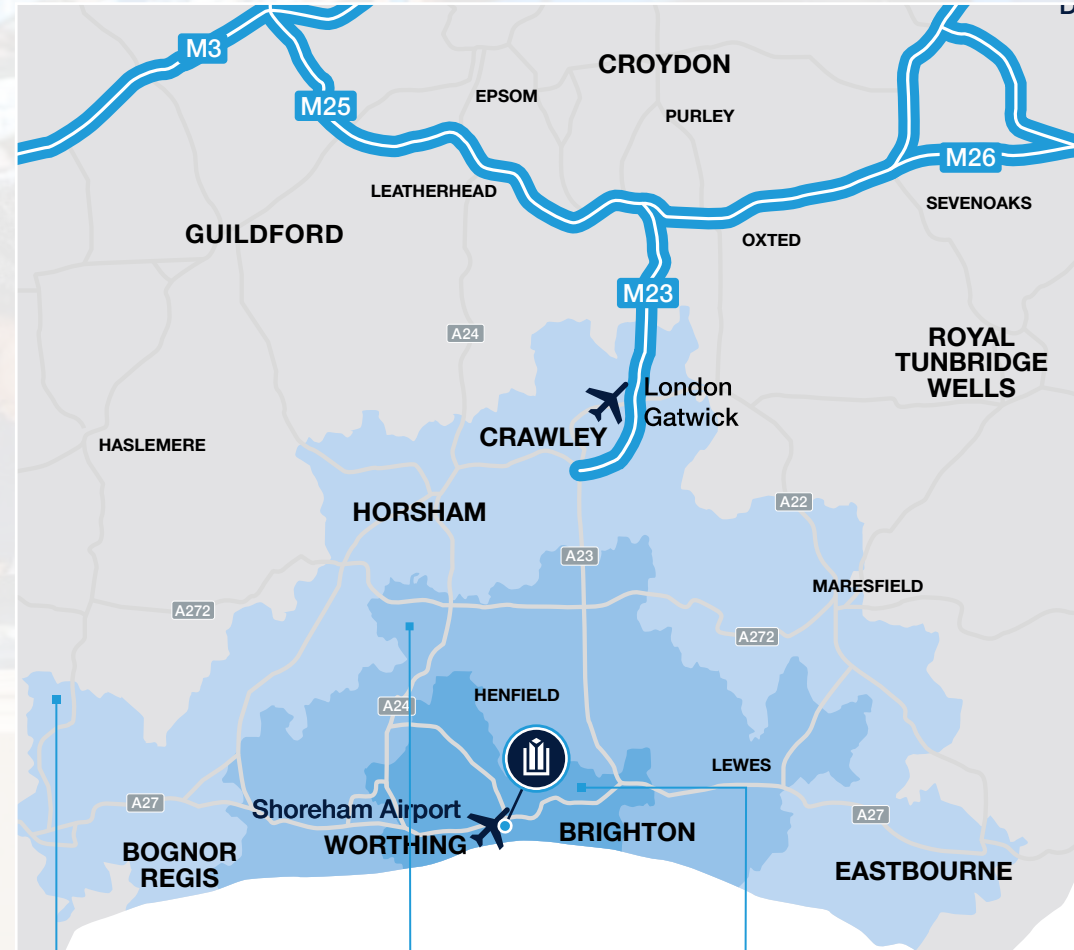 M3
CROYDON
EPSOM
M25
PURLEY
M26
LEATHERHEAD
SEVENOAKS
GUILDFORD
OXTED
M23
A24
ROYAL
TUNBRIDGE
WELLS
London
Gatwick
CRAWLEY
HASLEMERE
HORSHAM
A22
A23
MARESFIELD
A272
A272
HENFIELD
A24
LEWES
A27
Shoreham Airport
A27
WORTHING
BRIGHTON
BOGNOR
REGIS
EASTBOURNE